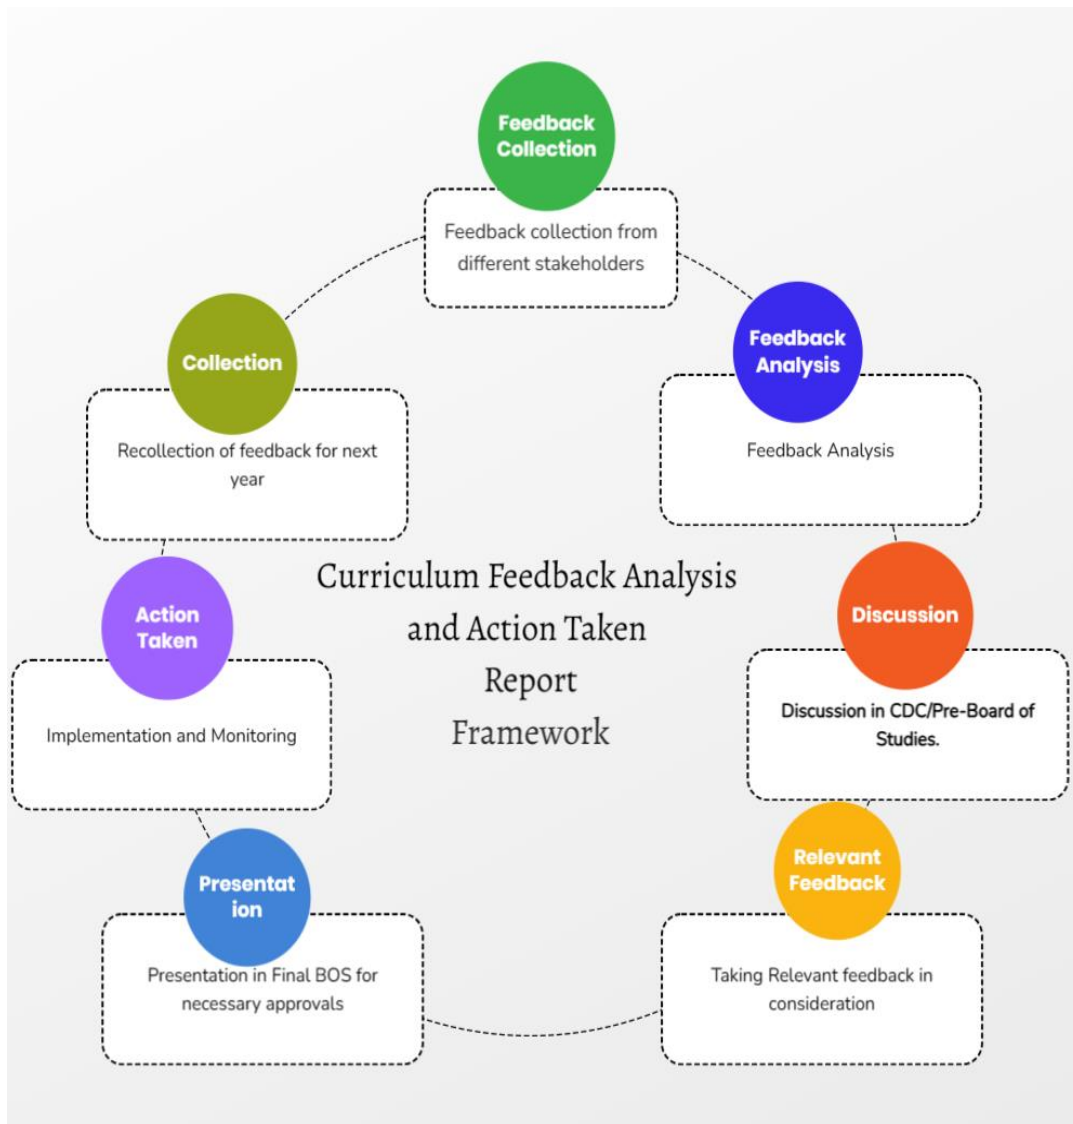 Feedback
Collection
Feedback collection from
different stakeholders
Feedback
Analysis
Feedback Analysis
Discussion
Discussion in CDC/Pre-Board of
Studies.
Relevant
Feedback
Taking Relevant feedback in
consideration
Presentat
ion
Presentation in Final BOS for
necessary approvals
Action
Taken
Implementation and Monitoring
Collection
Recollection of feedback for next
year
Curriculum Feedback Analysis
and Action Taken
Report
Framework